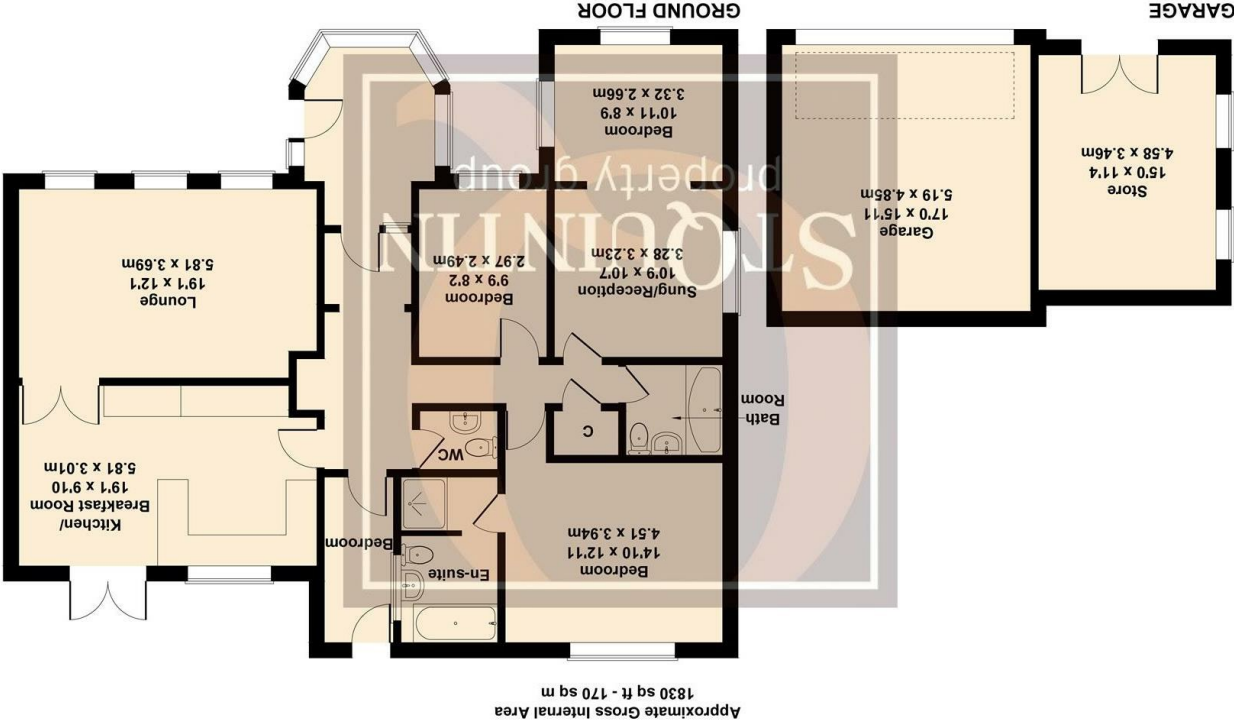 Approximate Gross Internal Area
1830 sq ft - 170 sq m
Bedroom
14'10 x 12'11
4.51 x 3.94m
En-suite
Bedroom
Kitchen/
Breakfast Room
19'1 x 9'10
5.81 x 3.01m
WC
C
Bath
Room
Sung/Reception
10'9 x 10'7
3.28 x 3.23m
Bedroom
9'9 x 8'2
2.97 x 2.49m
Lounge
19'1 x 12'1
5.81 x 3.69m
Bedroom
10'11 x 8'9
3.32 x 2.66m
Garage
17'0 x 15'11
5.19 x 4.85m
Store
15'0 x 11'4
4.58 x 3.46m
STQUINTIN
property group
GARAGE
GROUND FLOOR